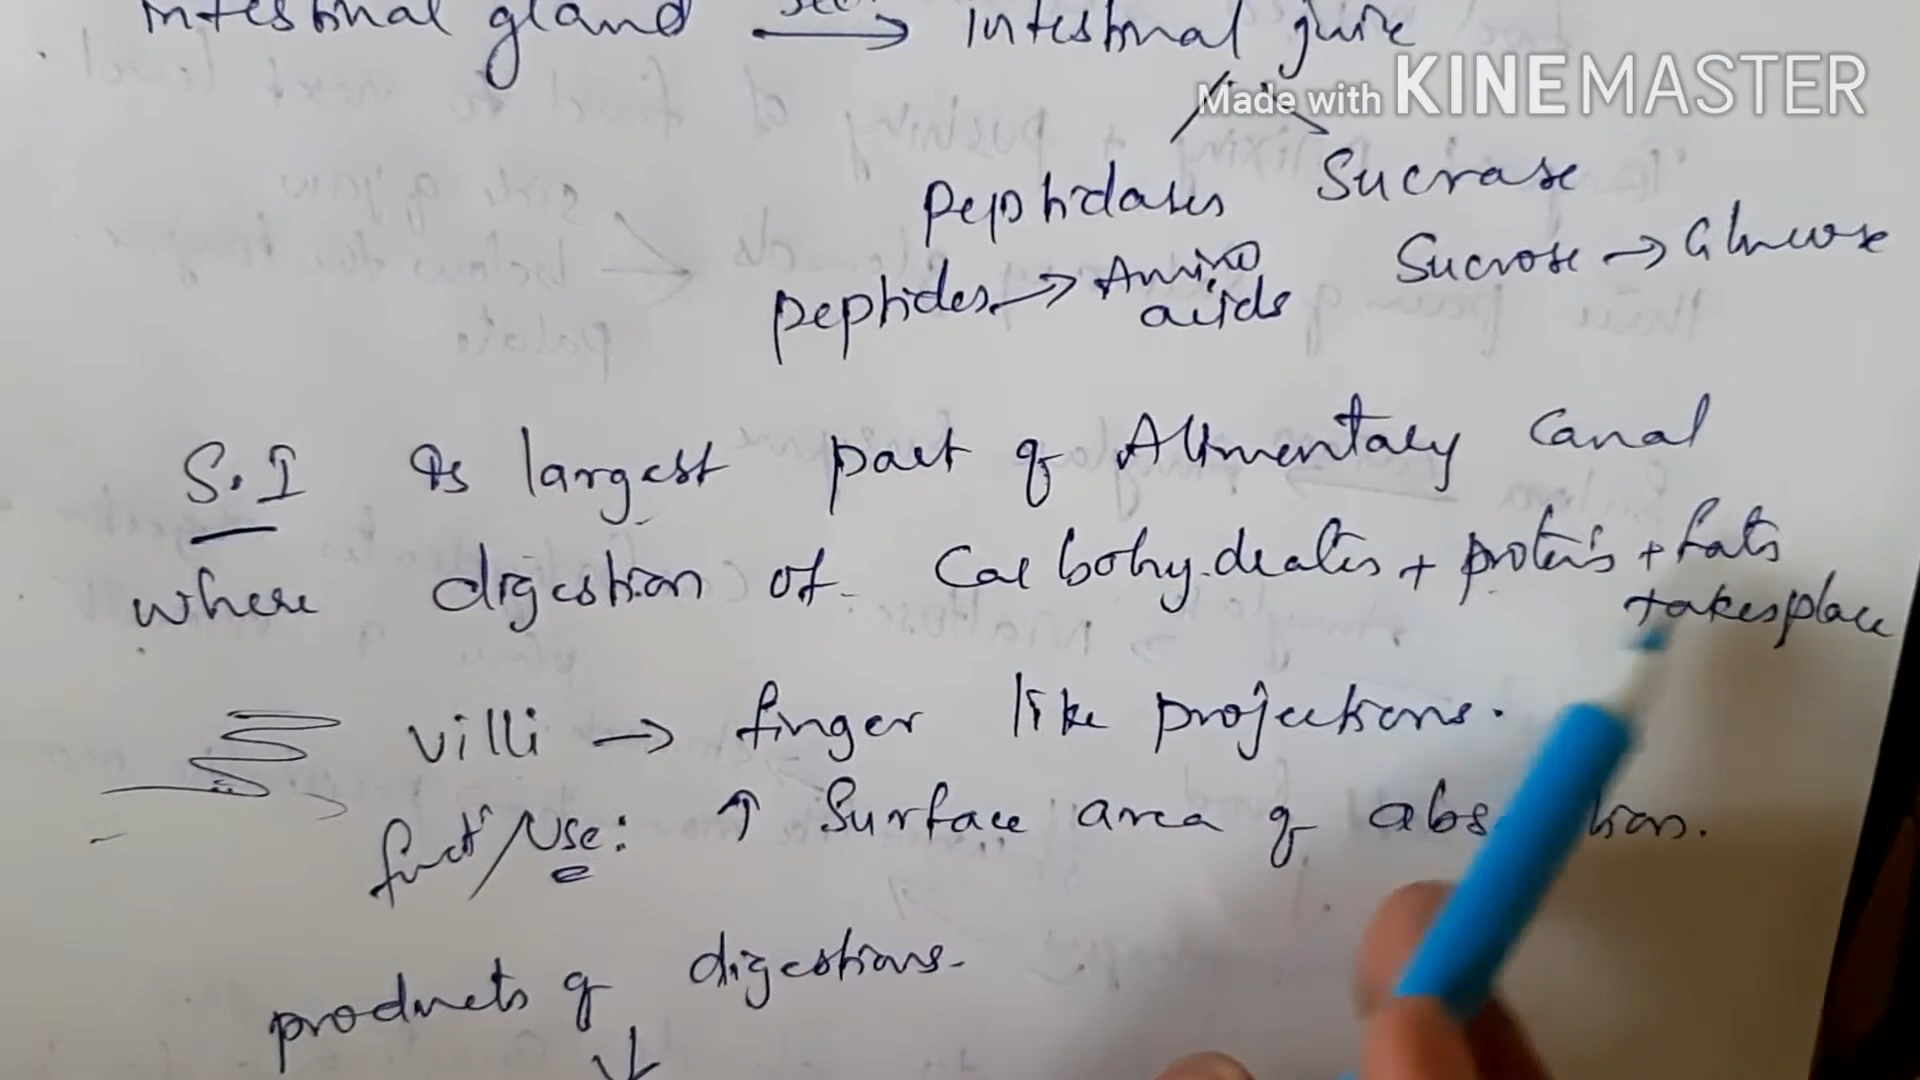 intestinal gland → intestinal juice
Made with KINEMASTER
Peptidases Sucrase
peptides → Amino acids Sucrose → Glucose
S.I is largest part of Alimentary Canal
where digestion of Carbohydrates + proteins + fats
takes place
villi → finger like projections.
funct/Use: ↑ Surface area of
products of digestions.
↓